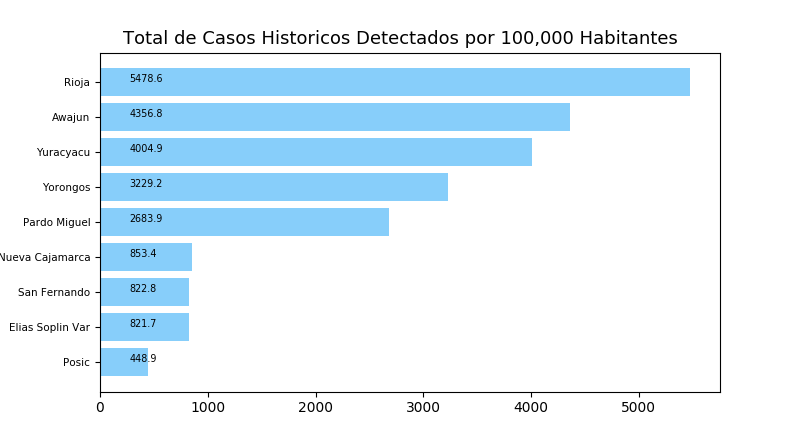 Total de Casos Historicos Detectados por 100,000 Habitantes
Rioja 5478.6
Awajun 4356.8
Yuracyacu 4004.9
Yorongos 3229.2
Pardo Miguel 2683.9
Nueva Cajamarca 853.4
San Fernando 822.8
Elias Soplin Var 821.7
Posic 448.9
0 1000 2000 3000 4000 5000